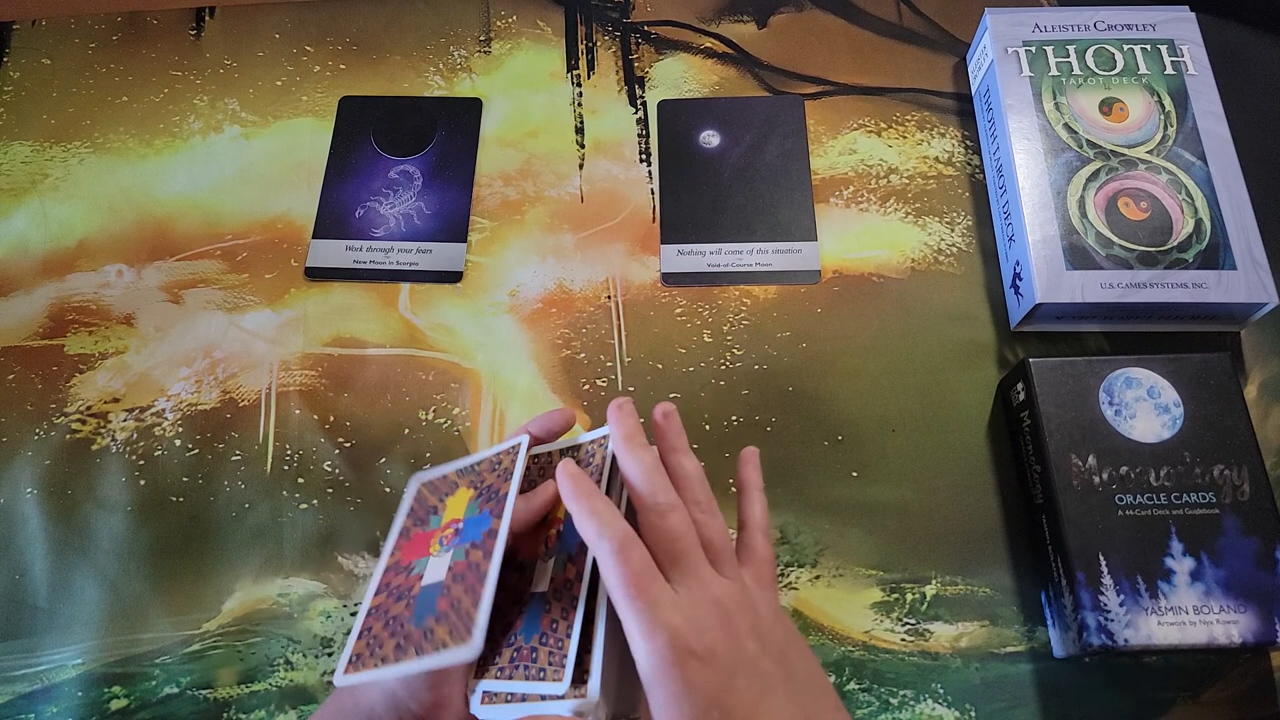 Work through your fears
New Moon in Scorpio
Nothing will come of this situation
Void-of-Course Moon
ALEISTER CROWLEY
THOTH
TAROT DECK
THOTH TAROT DECK
U.S. GAMES SYSTEMS, INC.
Moonology
ORACLE CARDS
A 44-Card Deck and Guidebook
YASMIN BOLAND
Artwork by Nyx Rowan
Moonology